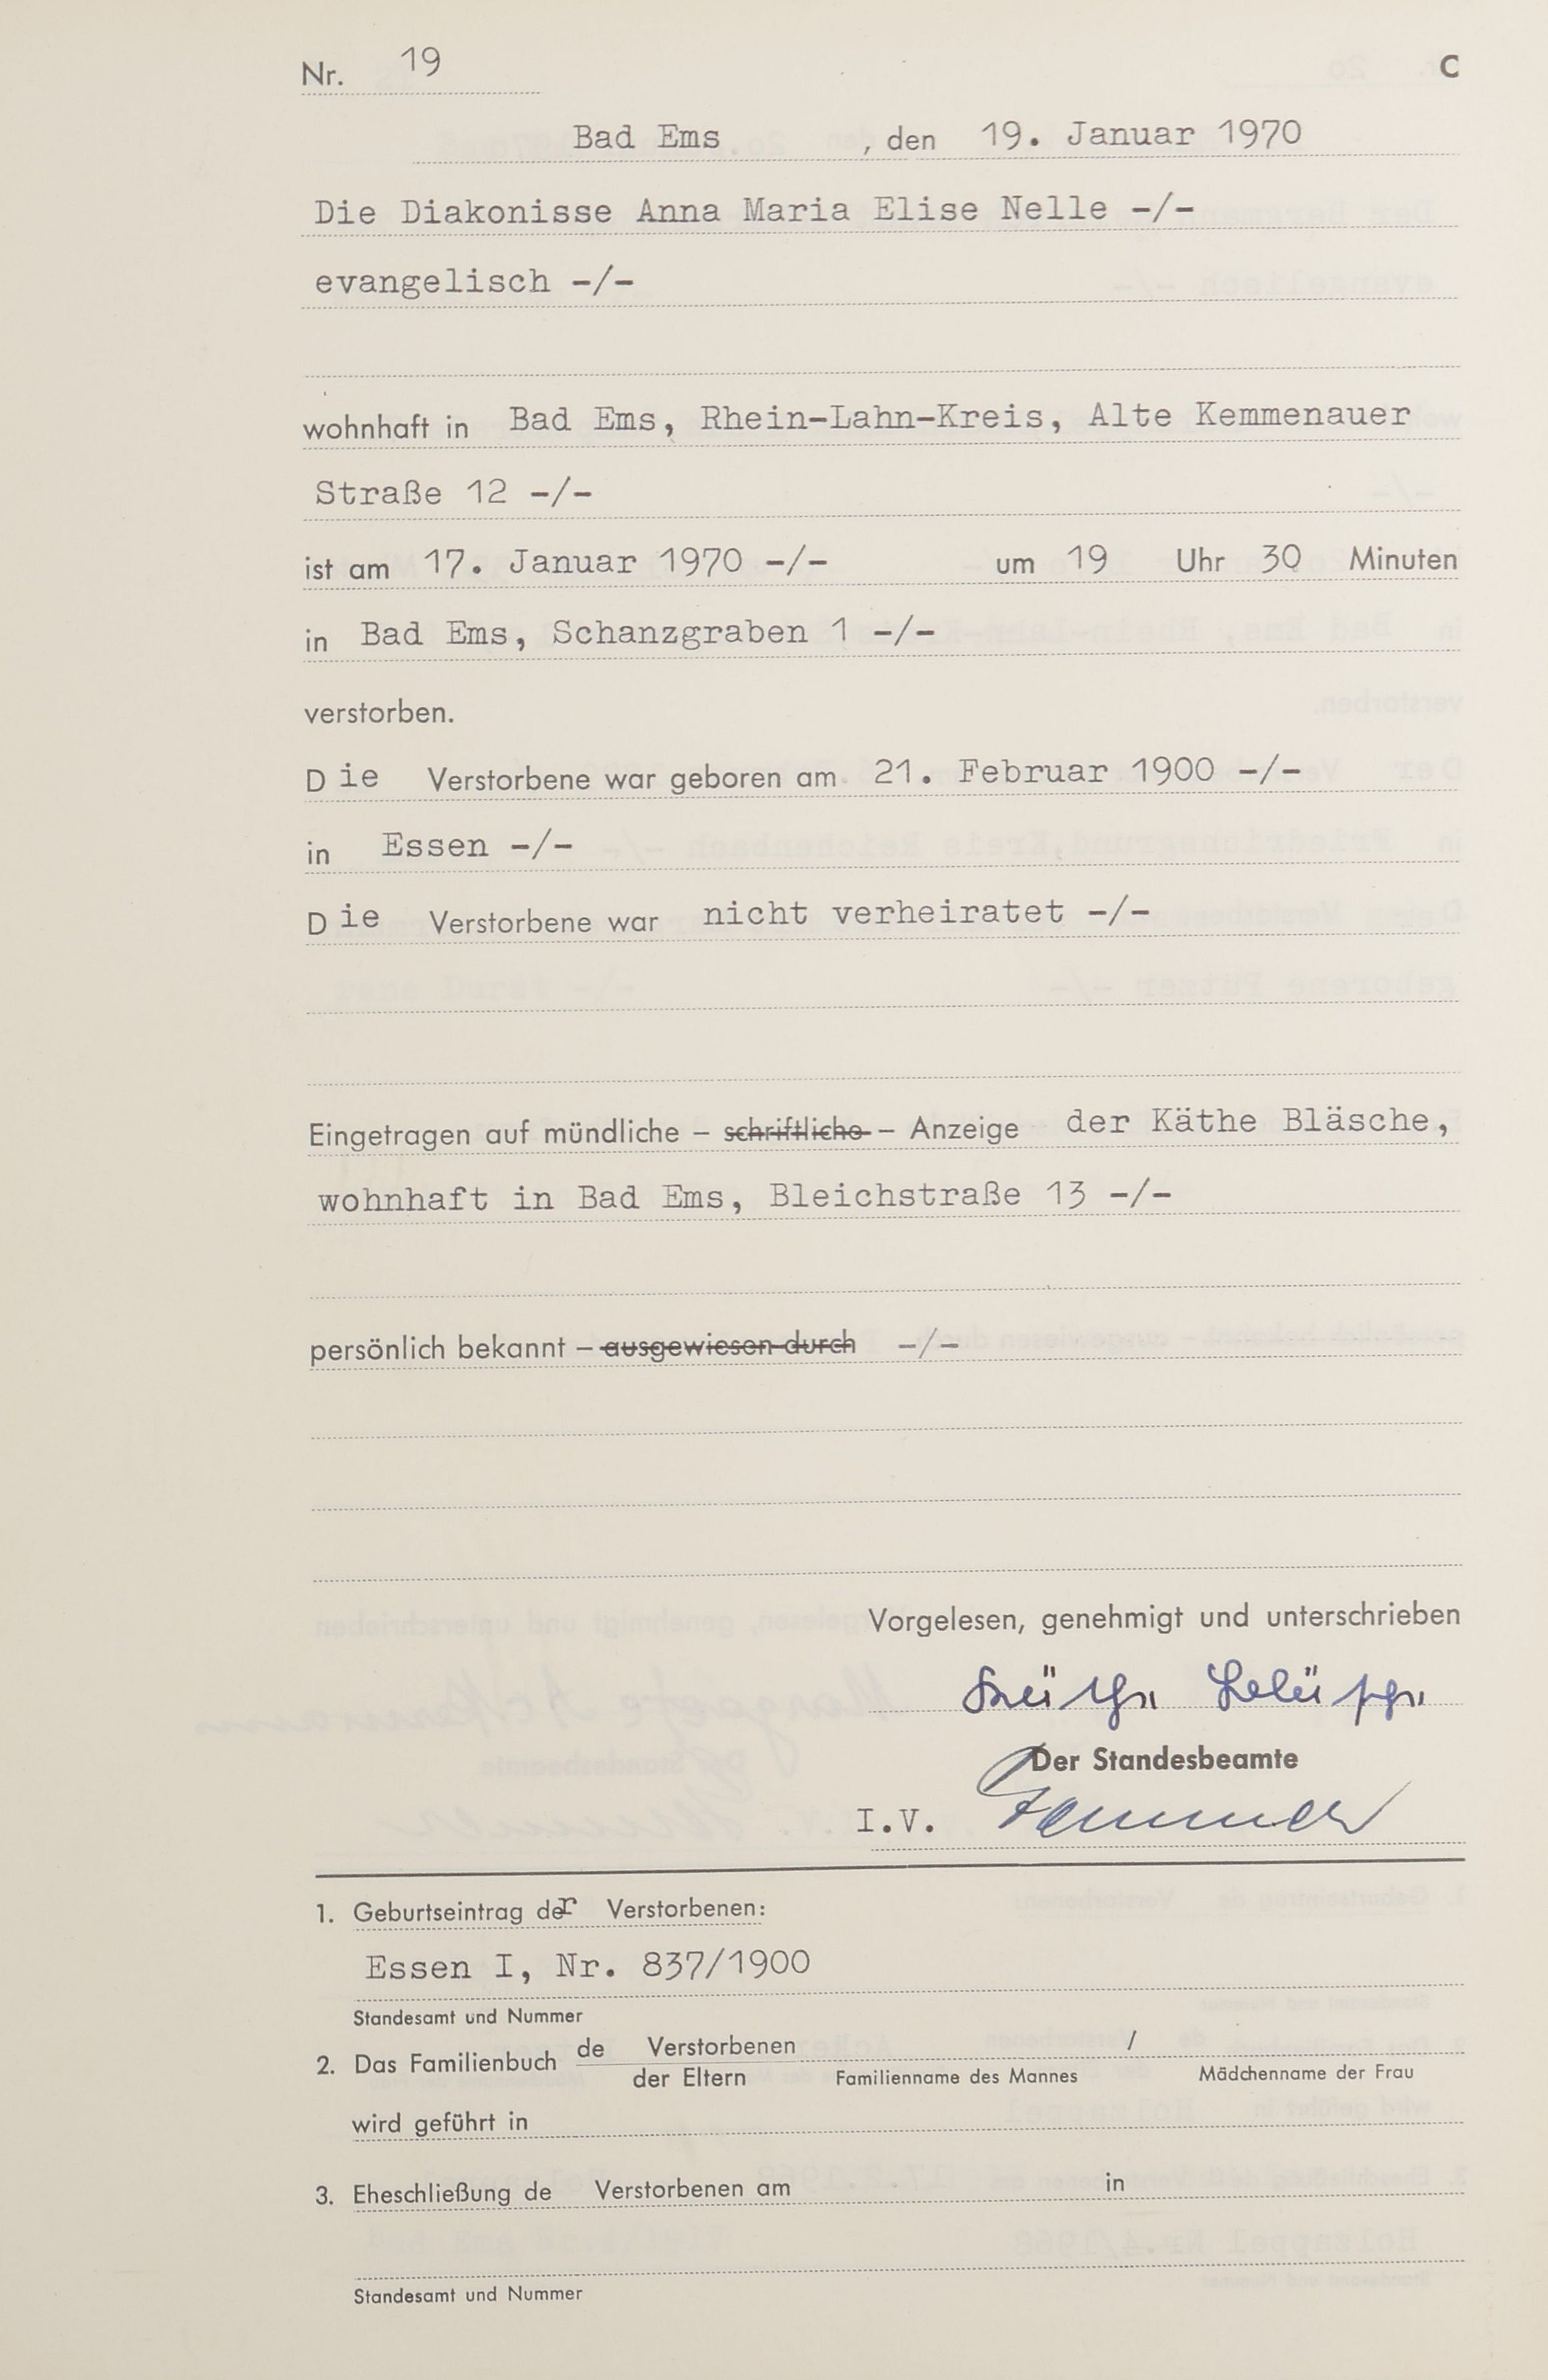 Nr. 19 C
Bad Ems , den 19. Januar 1970
Die Diakonisse Anna Maria Elise Nelle -/-
evangelisch -/-
wohnhaft in Bad Ems, Rhein-Lahn-Kreis, Alte Kemmenauer
Straße 12 -/-
ist am 17. Januar 1970 -/- um 19 Uhr 30 Minuten
in Bad Ems, Schanzgraben 1 -/-
verstorben.
Die Verstorbene war geboren am 21. Februar 1900 -/-
in Essen -/-
Die Verstorbene war nicht verheiratet -/-
Eingetragen auf mündliche – schriftliche – Anzeige der Käthe Bläsche,
wohnhaft in Bad Ems, Bleichstraße 13 -/-
persönlich bekannt – ausgewiesen durch -/-
Vorgelesen, genehmigt und unterschrieben
Käthe Bläsche
Der Standesbeamte
I.V.
1. Geburtseintrag der Verstorbenen:
Essen I, Nr. 837/1900
Standesamt und Nummer
2. Das Familienbuch de Verstorbenen /
der Eltern Familienname des Mannes Mädchenname der Frau
wird geführt in
3. Eheschließung de Verstorbenen am in
Standesamt und Nummer